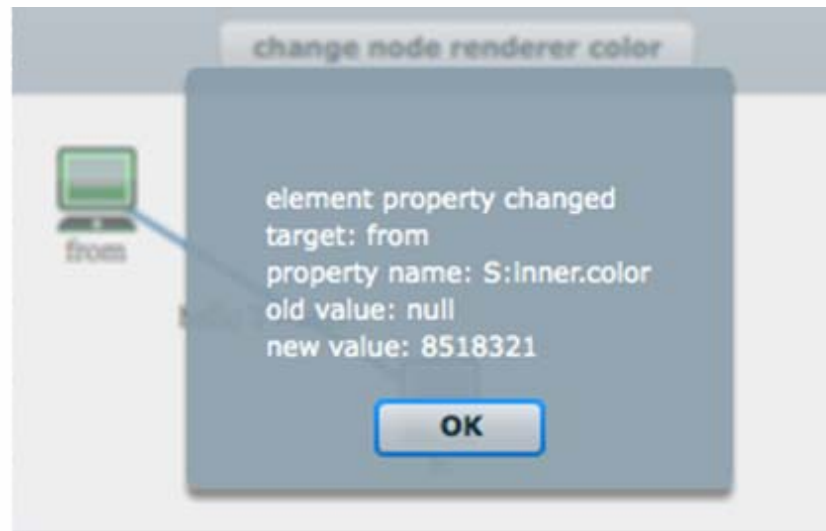 change node renderer color
element property changed
target: from
property name: S:inner.color
old value: null
new value: 8518321
OK
from